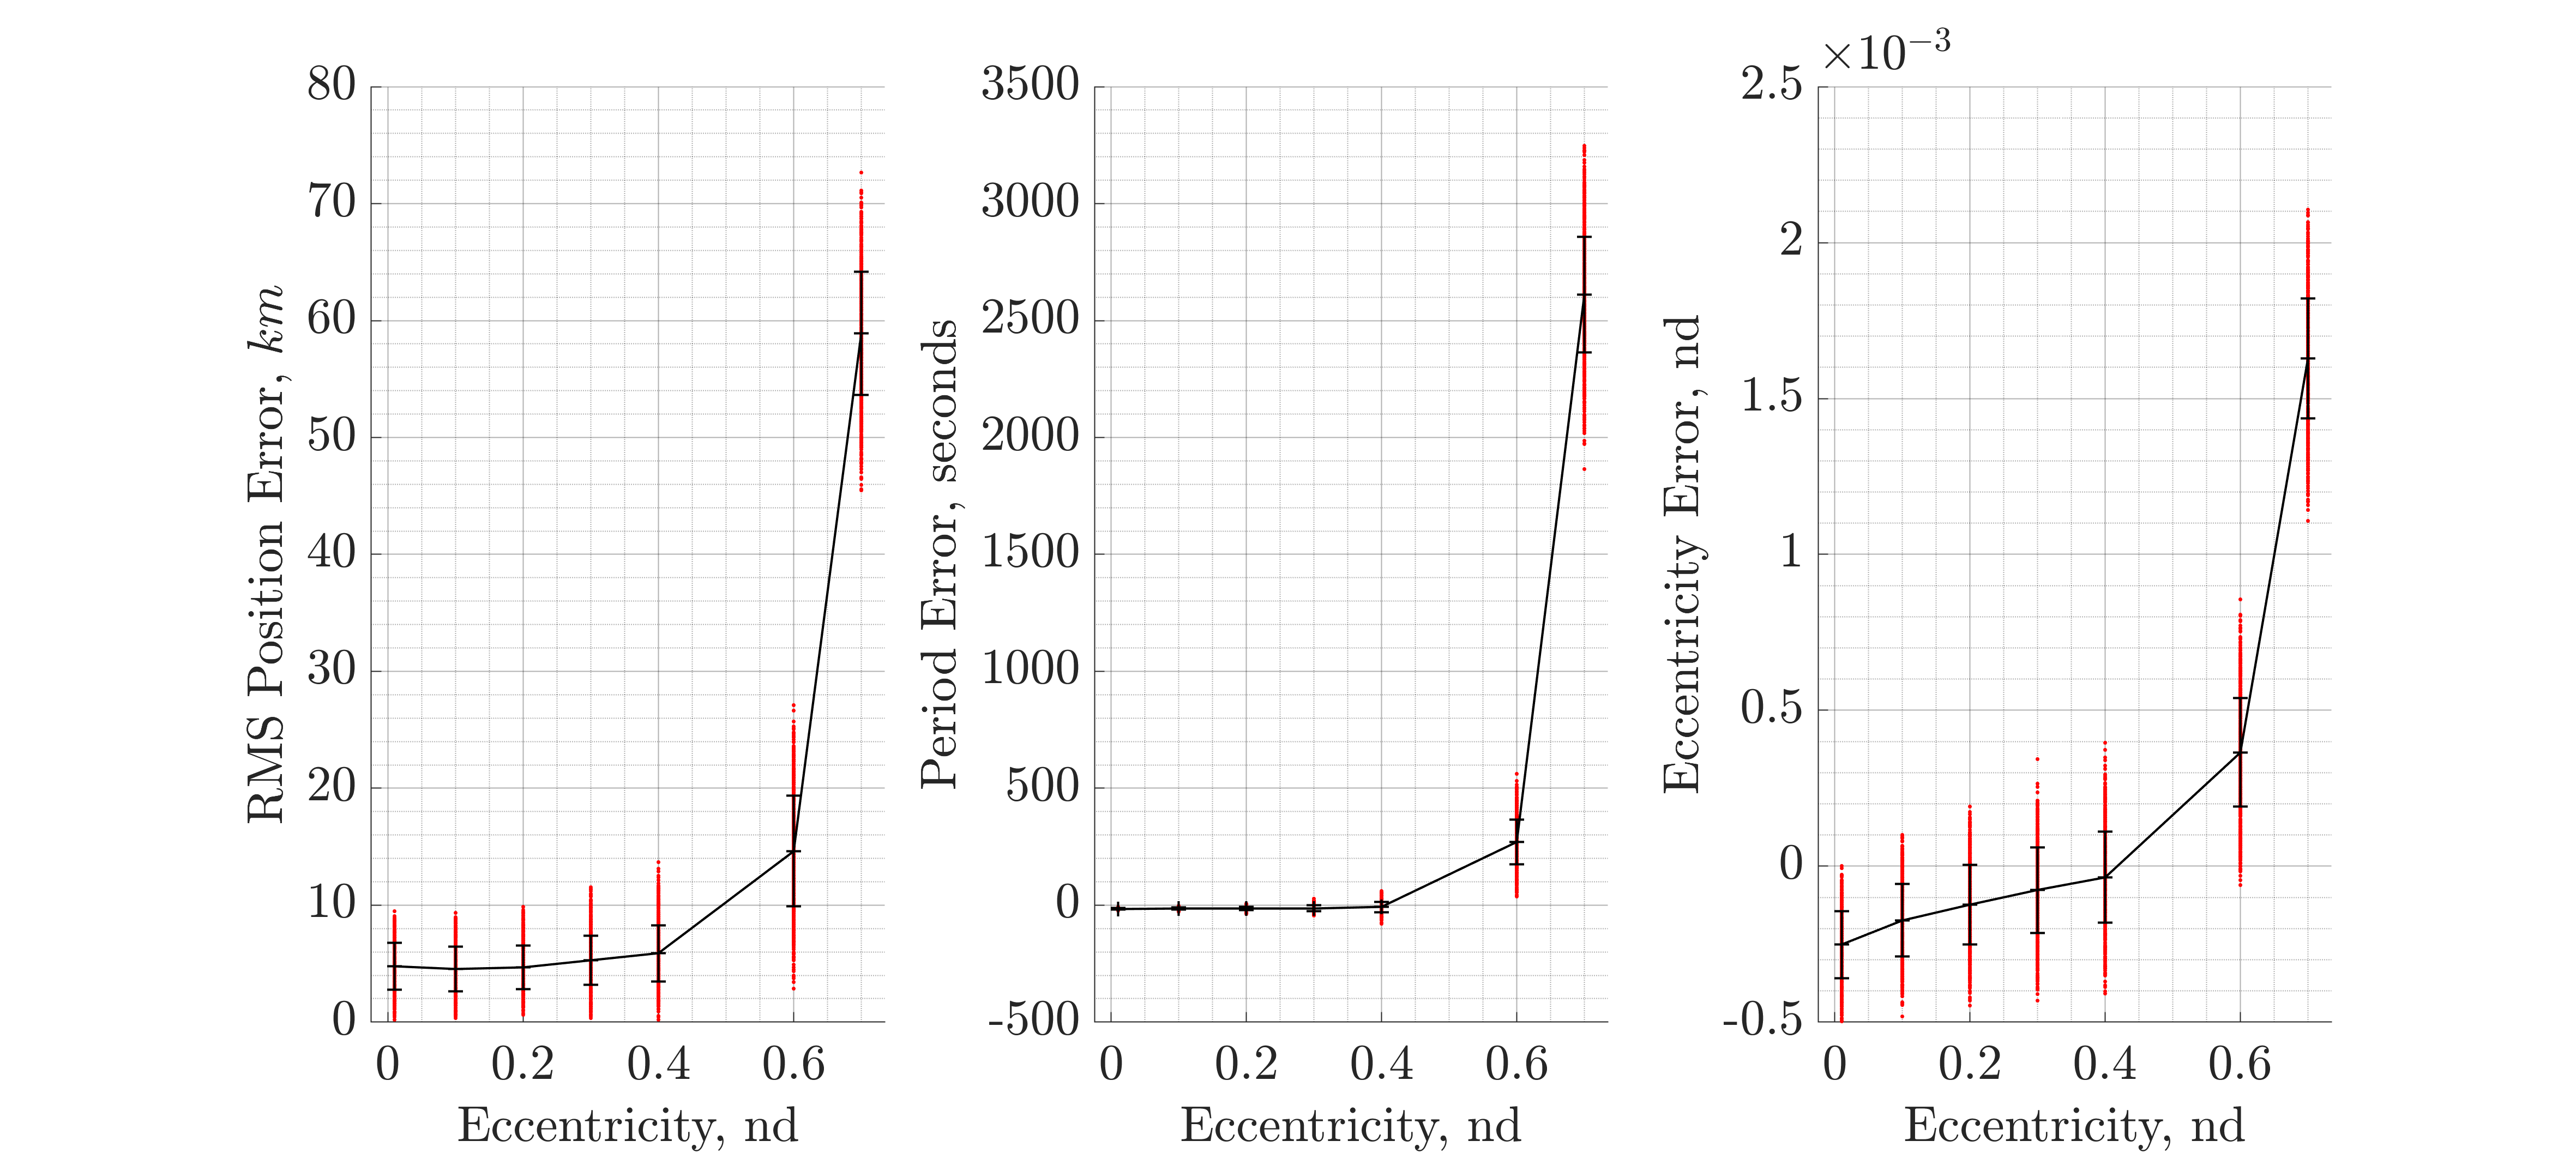 RMS Position Error, km
80
70
60
50
40
30
20
10
0
0 0.2 0.4 0.6
Eccentricity, nd
Period Error, seconds
3500
3000
2500
2000
1500
1000
500
0
-500
0 0.2 0.4 0.6
Eccentricity, nd
Eccentricity Error, nd
×10⁻³
2.5
2
1.5
1
0.5
0
-0.5
0 0.2 0.4 0.6
Eccentricity, nd